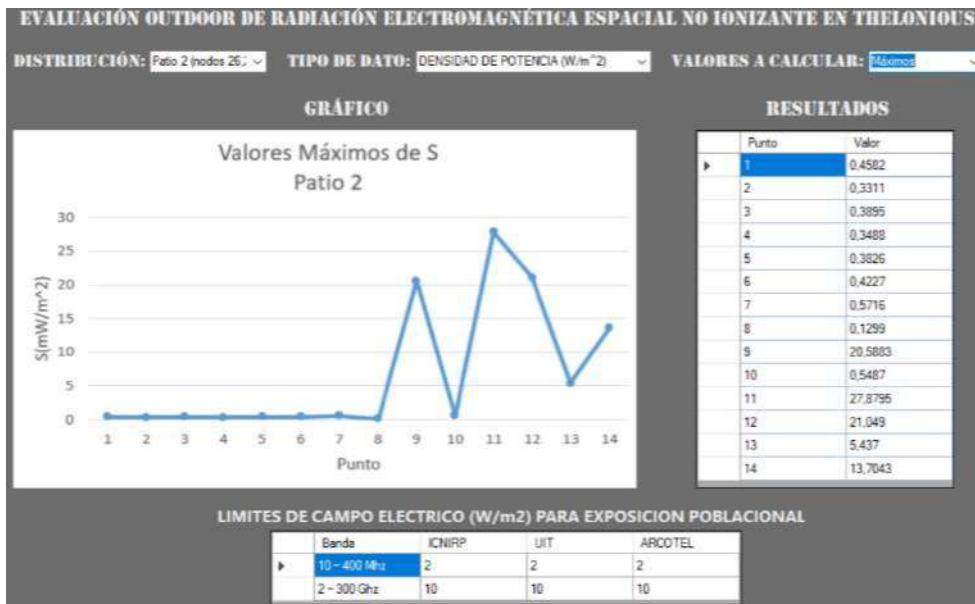 EVALUACIÓN OUTDOOR DE RADIACIÓN ELECTROMAGNÉTICA ESPACIAL NO IONIZANTE EN THELONIOUS
DISTRIBUCIÓN: Patio 2 (nodos 26,: TIPO DE DATO: DENSIDAD DE POTENCIA (W/m^2) VALORES A CALCULAR: Máximos
GRÁFICO
RESULTADOS
Valores Máximos de S
Patio 2
S(mW/m^2)
30
25
20
15
10
5
0
1 2 3 4 5 6 7 8 9 10 11 12 13 14
Punto
Punto Valor
1 0,4582
2 0,3311
3 0,3895
4 0,3488
5 0,3826
6 0,4227
7 0,5716
8 0,1299
9 20,5883
10 0,5487
11 27,8795
12 21,049
13 5,437
14 13,7043
LIMITES DE CAMPO ELECTRICO (W/m2) PARA EXPOSICION POBLACIONAL
Banda ICNIRP UIT ARCOTEL
10 – 400 Mhz 2 2 2
2 – 300 Ghz 10 10 10